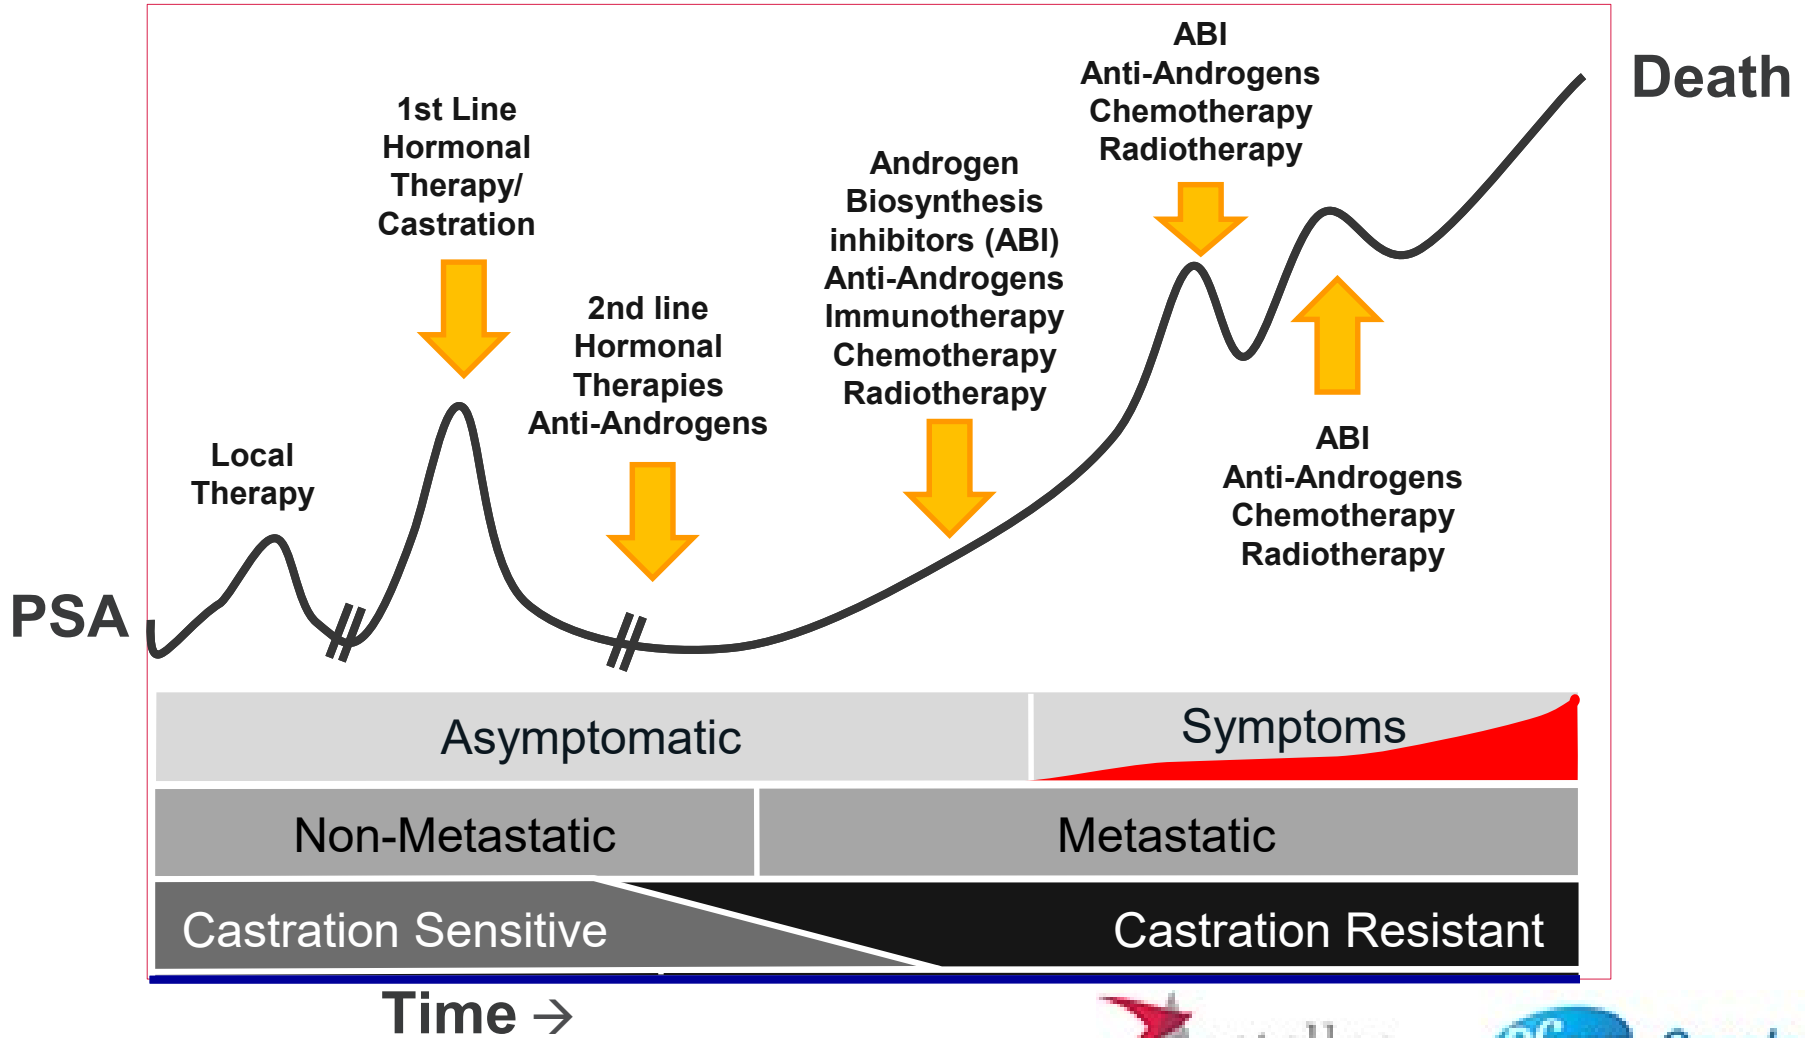 ABI
Anti-Androgens
Chemotherapy
Radiotherapy
Death
1st Line
Hormonal
Therapy/
Castration
Androgen
Biosynthesis
inhibitors (ABI)
Anti-Androgens
Immunotherapy
Chemotherapy
Radiotherapy
2nd line
Hormonal
Therapies
Anti-Androgens
Local
Therapy
ABI
Anti-Androgens
Chemotherapy
Radiotherapy
PSA
Asymptomatic
Symptoms
Non-Metastatic
Metastatic
Castration Sensitive
Castration Resistant
Time →